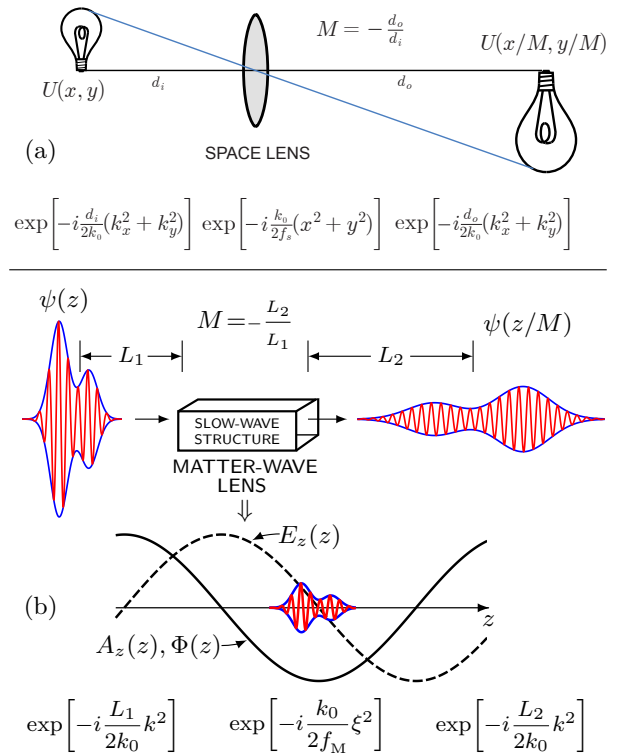 M = − d_o/d_i
U(x/M, y/M)
U(x, y)
d_i
d_o
(a)
SPACE LENS
exp[−i d_i/2k_0 (k_x^2 + k_y^2)] exp[−i k_0/2f_s (x^2 + y^2)] exp[−i d_o/2k_0 (k_x^2 + k_y^2)]
ψ(z)
M = − L_2/L_1
ψ(z/M)
L_1
L_2
SLOW-WAVE
STRUCTURE
MATTER-WAVE
LENS
⇓
E_z(z)
(b)
z
A_z(z), Φ(z)
exp[−i L_1/2k_0 k^2] exp[−i k_0/2f_M ξ^2] exp[−i L_2/2k_0 k^2]